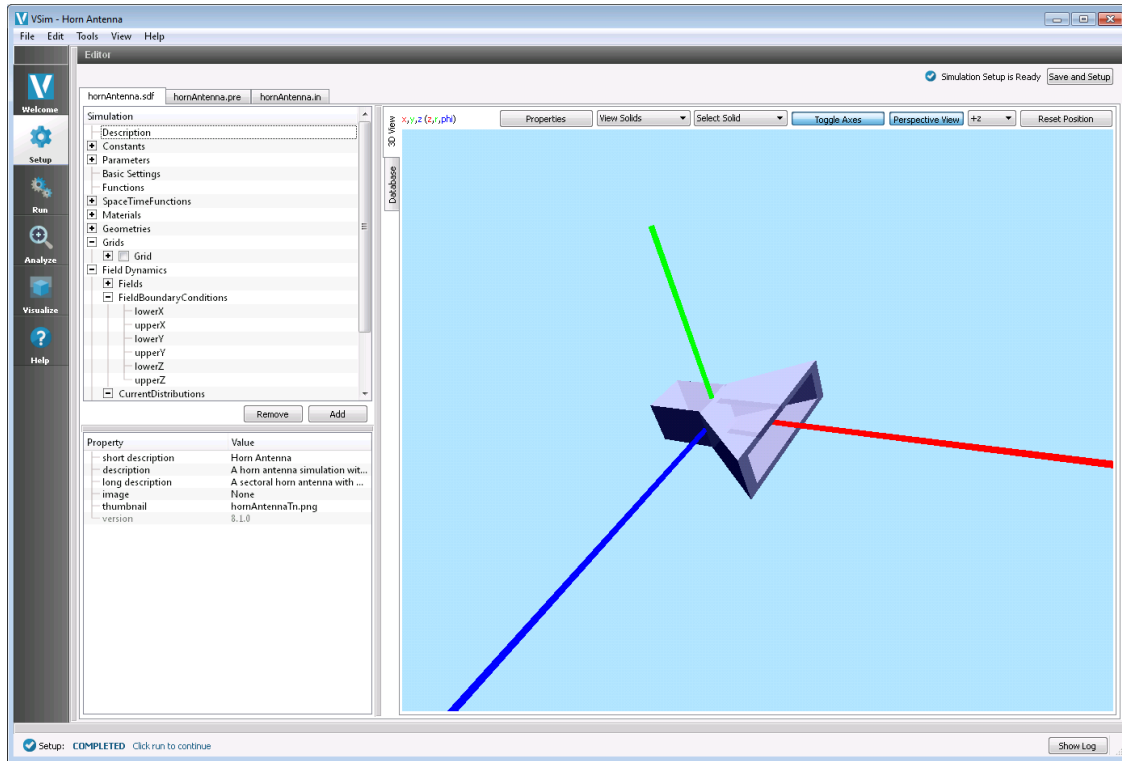 VSim - Horn Antenna
File Edit Tools View Help
Editor
Simulation Setup is Ready Save and Setup
Welcome
Setup
Run
Analyze
Visualize
Help
hornAntenna.sdf hornAntenna.pre hornAntenna.in
Simulation
Description
Constants
Parameters
Basic Settings
Functions
SpaceTimeFunctions
Materials
Geometries
Grids
Grid
Field Dynamics
Fields
FieldBoundaryConditions
lowerX
upperX
lowerY
upperY
lowerZ
upperZ
CurrentDistributions
Remove Add
Property Value
short description Horn Antenna
description A horn antenna simulation wit...
long description A sectoral horn antenna with ...
image None
thumbnail hornAntennaTn.png
version 8.1.0
3D View
Database
x,y,z (z,r,phi) Properties View Solids Select Solid Toggle Axes Perspective View +z Reset Position
Setup: COMPLETED Click run to continue Show Log